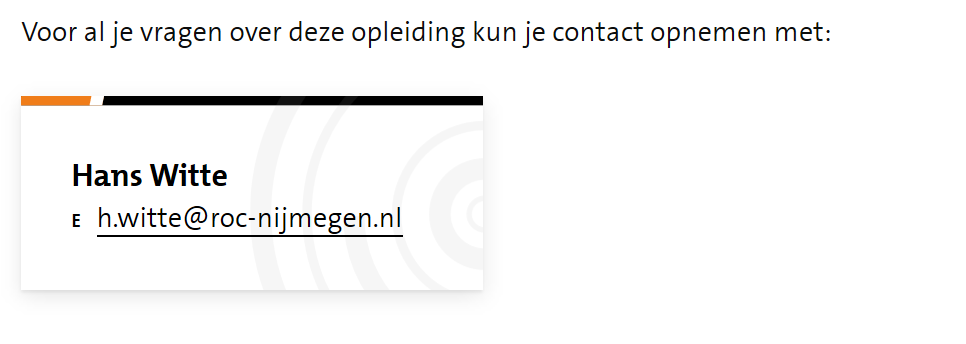 Voor al je vragen over deze opleiding kun je contact opnemen met:
Hans Witte
E h.witte@roc-nijmegen.nl